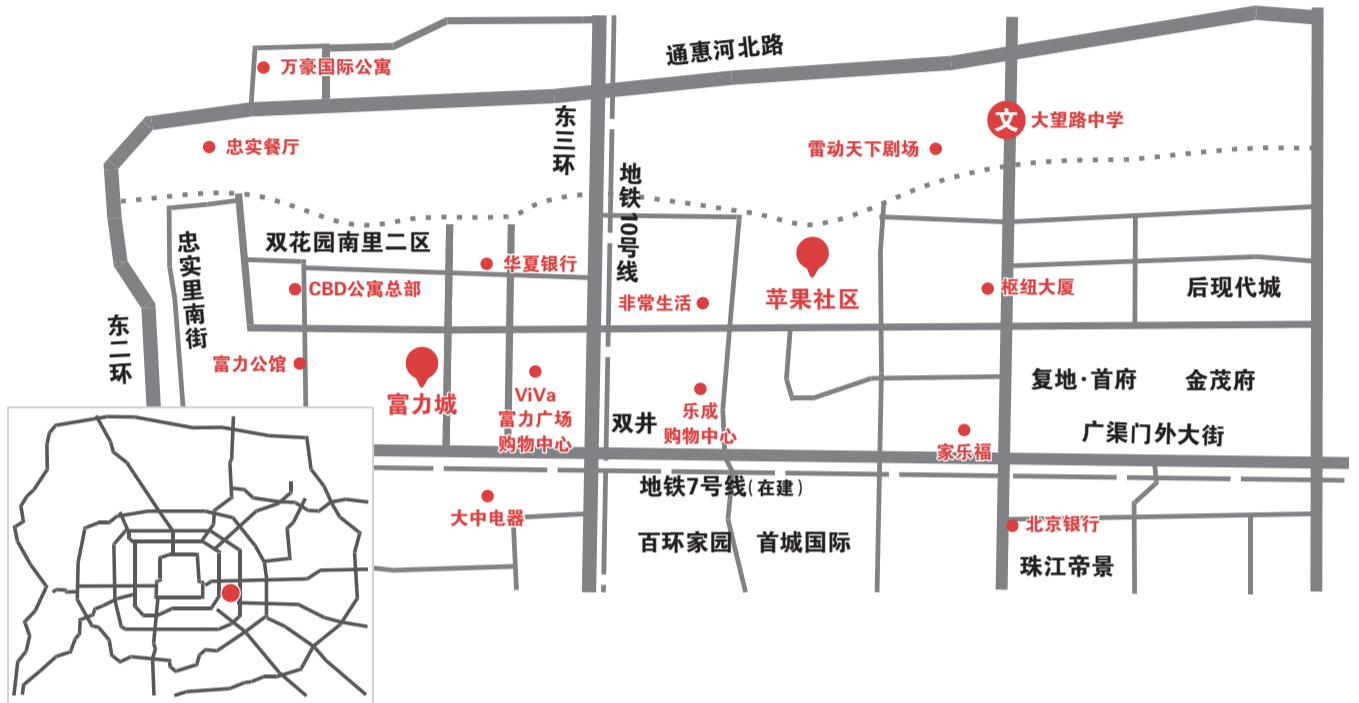 通惠河北路
万豪国际公寓
东三环
文
大望路中学
忠实餐厅
雷动天下剧场
地铁10号线
忠实里南街
双花园南里二区
华夏银行
CBD公寓总部
非常生活
苹果社区
枢纽大厦
后现代城
东二环
富力公馆
富力城
ViVa
富力广场
购物中心
双井
乐成
购物中心
复地·首府
金茂府
家乐福
广渠门外大街
地铁7号线(在建)
大中电器
百环家园
首城国际
北京银行
珠江帝景